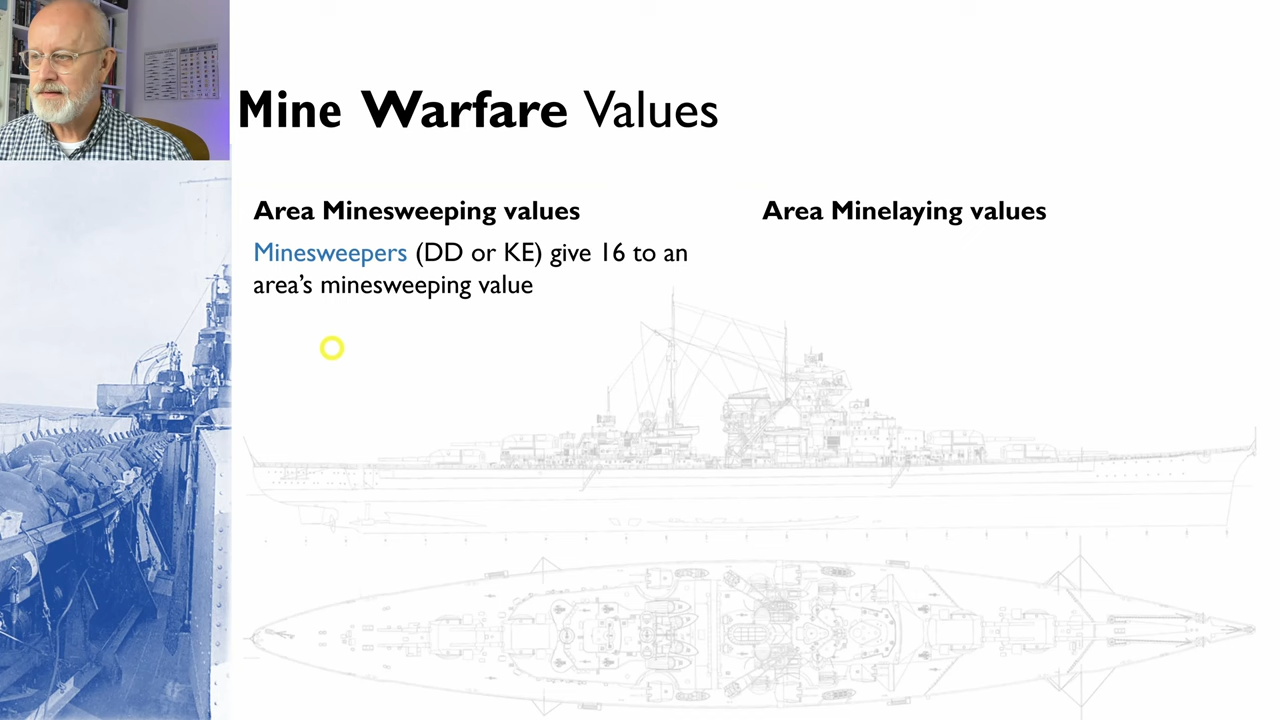 Mine Warfare Values
Area Minesweeping values
Minesweepers (DD or KE) give 16 to an
area’s minesweeping value
Area Minelaying values